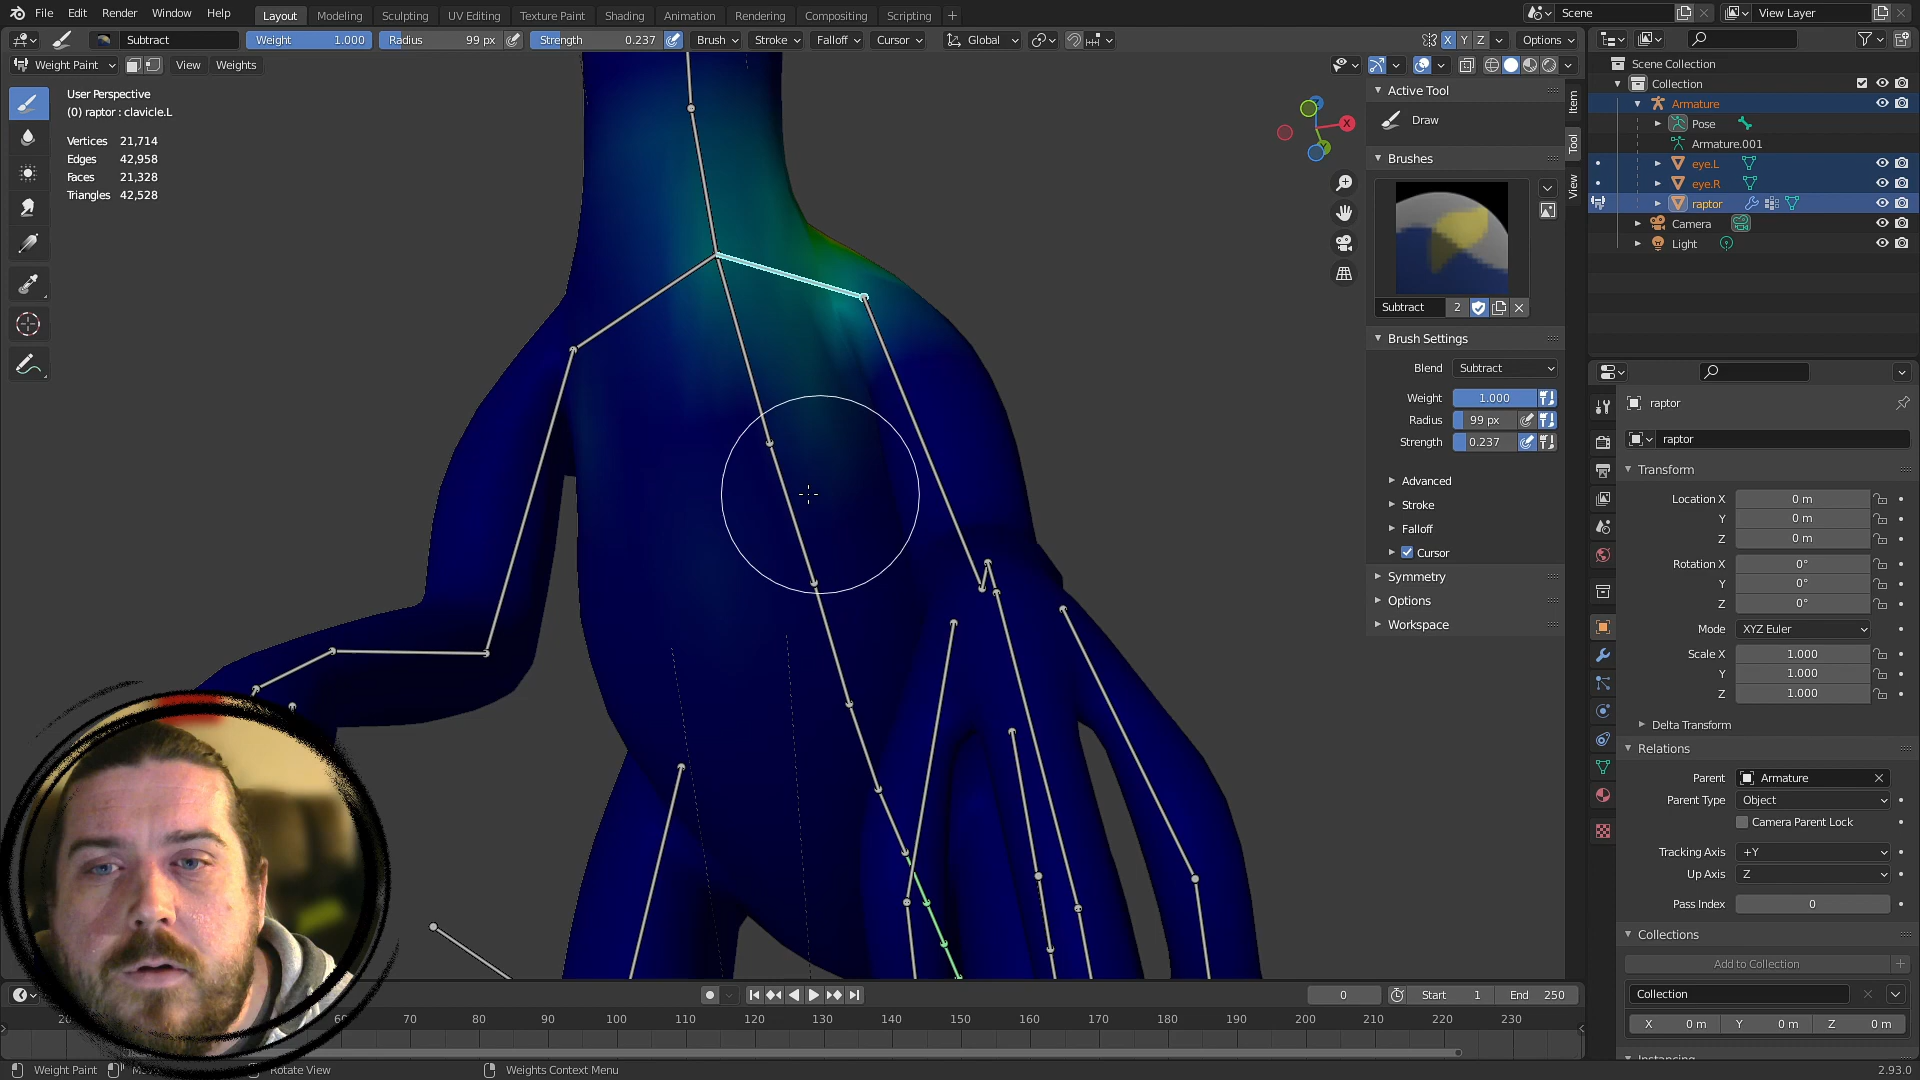 File Edit Render Window Help Layout Modeling Sculpting UV Editing Texture Paint Shading Animation Rendering Compositing Scripting + Scene View Layer
Subtract Weight 1.000 Radius 99 px Strength 0.237 Brush Stroke Falloff Cursor Global X Y Z Options
Weight Paint View Weights
User Perspective
(0) raptor : clavicle.L
Vertices 21,714
Edges 42,958
Faces 21,328
Triangles 42,528
X
Active Tool
Draw
Brushes
Subtract 2
Brush Settings
Blend Subtract
Weight 1.000
Radius 99 px
Strength 0.237
Advanced
Stroke
Falloff
Cursor
Symmetry
Options
Workspace
Item
Tool
View
Scene Collection
Collection
Armature
Pose
Armature.001
eye.L
eye.R
raptor
Camera
Light
raptor
raptor
Transform
Location X 0 m
Y 0 m
Z 0 m
Rotation X 0°
Y 0°
Z 0°
Mode XYZ Euler
Scale X 1.000
Y 1.000
Z 1.000
Delta Transform
Relations
Parent Armature
Parent Type Object
Camera Parent Lock
Tracking Axis +Y
Up Axis Z
Pass Index 0
Collections
Add to Collection
Collection
X 0 m Y 0 m Z 0 m
0 Start 1 End 250
60 70 80 90 100 110 120 130 140 150 160 170 180 190 200 210 220 230
Weight Paint Rotate View Weights Context Menu 2.93.0